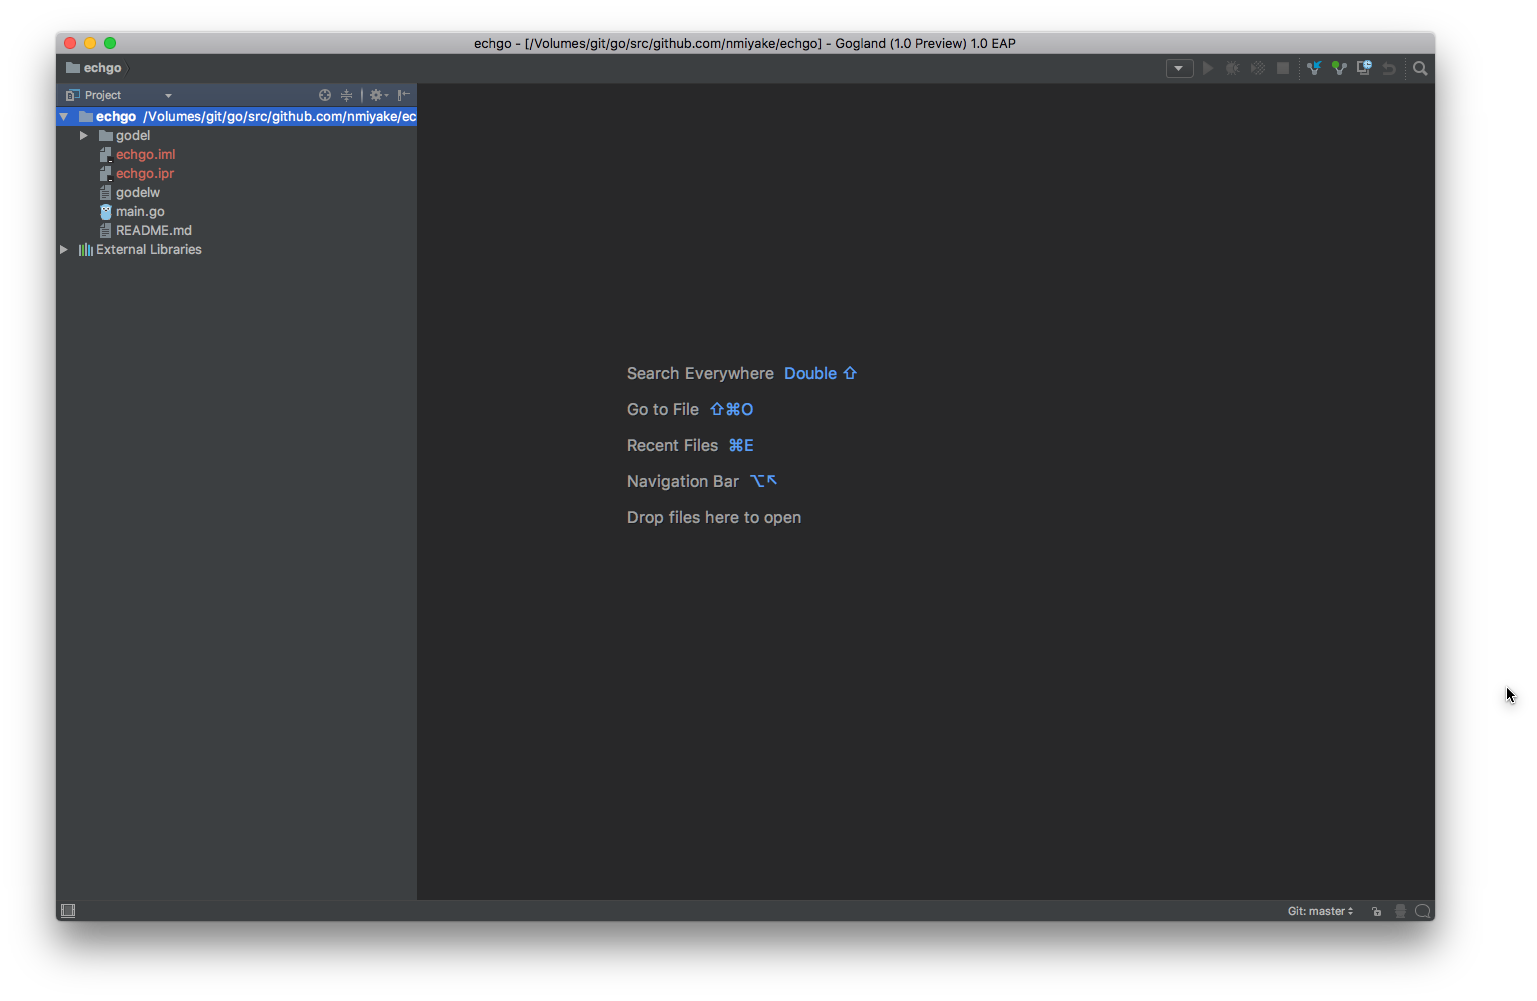 echgo - [/Volumes/git/go/src/github.com/nmiyake/echgo] - Gogland (1.0 Preview) 1.0 EAP
echgo
Project
echgo /Volumes/git/go/src/github.com/nmiyake/ec
godel
echgo.iml
echgo.ipr
godelw
main.go
README.md
External Libraries
Search Everywhere Double ⇧
Go to File ⇧⌘O
Recent Files ⌘E
Navigation Bar ⌥↖
Drop files here to open
Git: master